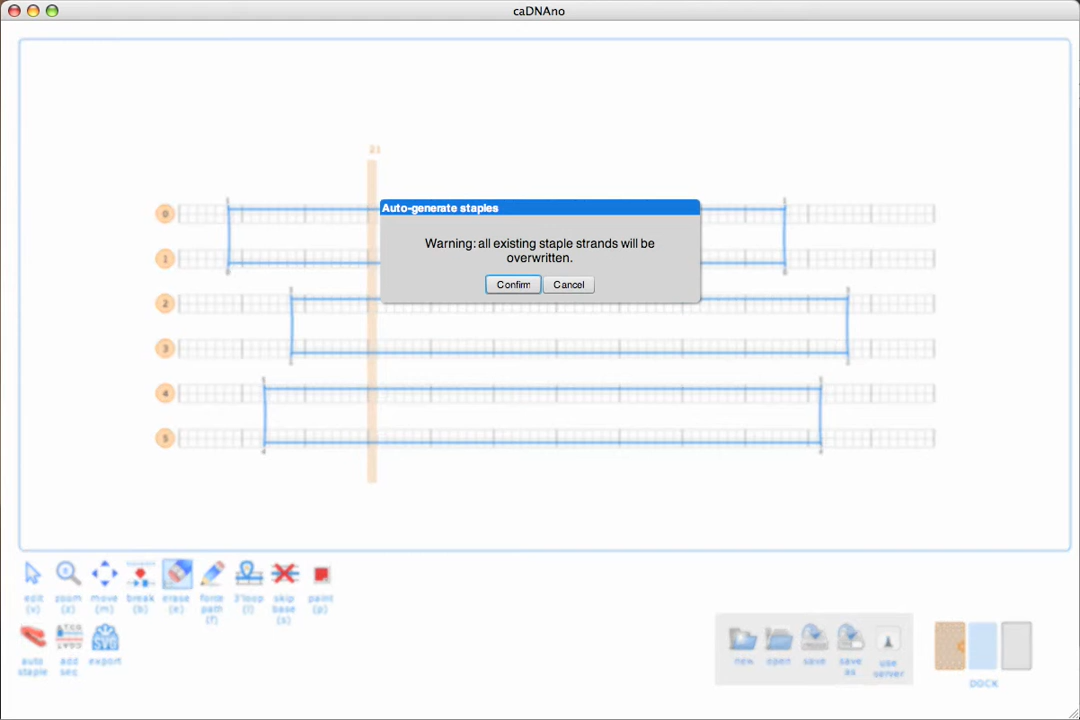 caDNAno
21
0
Auto-generate staples
1
Warning: all existing staple strands will be
overwritten.
Confirm
Cancel
2
3
4
5
edit
(v)
zoom
(z)
move
(m)
break
(b)
erase
(e)
force
path
(f)
3'loop
(l)
skip
base
(s)
paint
(p)
auto
staple
add
seq
SVG
export
new
open
save
save
as
use
server
DOCK